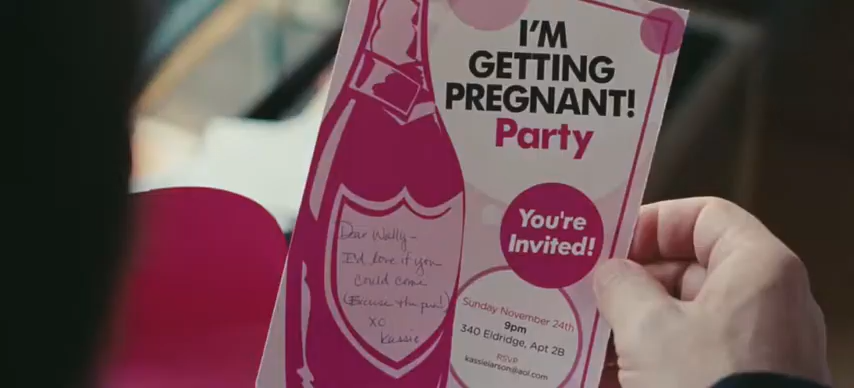 I'M
GETTING
PREGNANT!
Party
You're
Invited!
Dear Wally-
I'd love if you
could come
(Excuse the pun!)
XO
Kassie
Sunday November 24th
9pm
340 Eldridge, Apt 2B
RSVP
kassielarson@aol.com